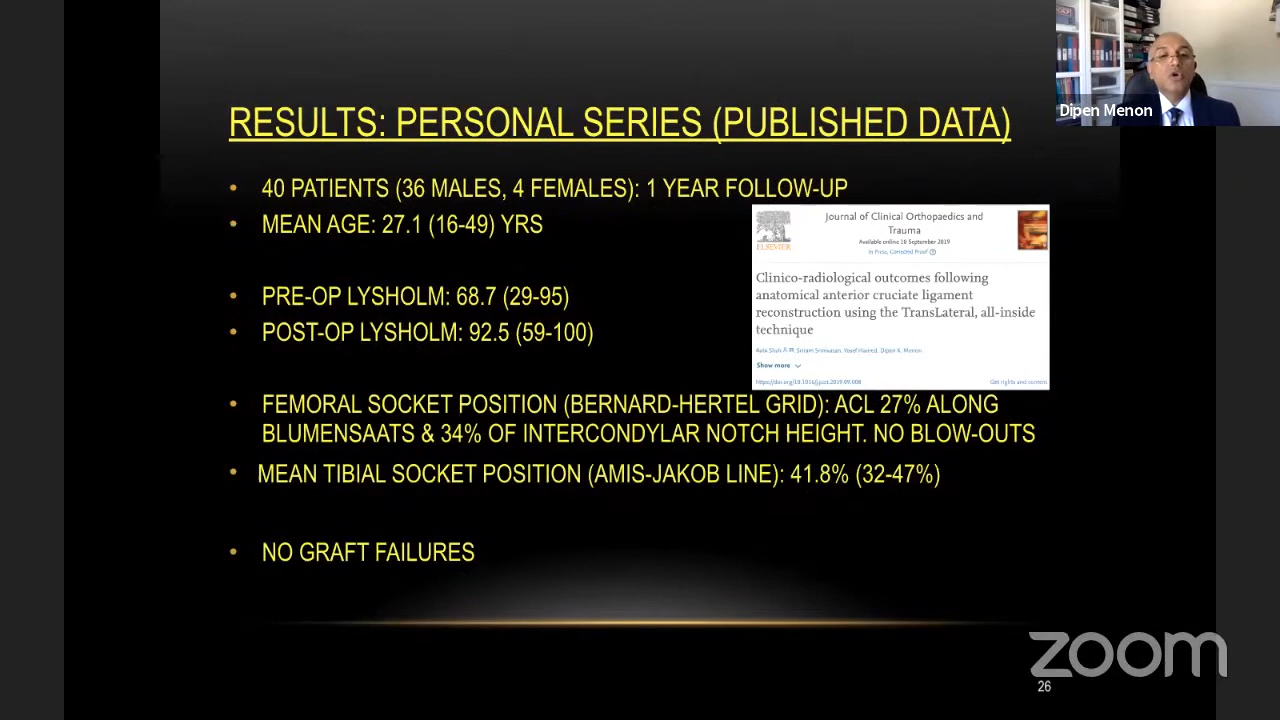 RESULTS: PERSONAL SERIES (PUBLISHED DATA)
Dipen Menon
• 40 PATIENTS (36 MALES, 4 FEMALES): 1 YEAR FOLLOW-UP
• MEAN AGE: 27.1 (16-49) YRS
ELSEVIER
Journal of Clinical Orthopaedics and
Trauma
Available online 10 September 2019
In Press, Corrected Proof
Clinico-radiological outcomes following
anatomical anterior cruciate ligament
reconstruction using the TransLateral, all-inside
technique
Dipen K. Menon
Show more
Get rights and content
• PRE-OP LYSHOLM: 68.7 (29-95)
• POST-OP LYSHOLM: 92.5 (59-100)
• FEMORAL SOCKET POSITION (BERNARD-HERTEL GRID): ACL 27% ALONG
BLUMENSAATS & 34% OF INTERCONDYLAR NOTCH HEIGHT. NO BLOW-OUTS
• MEAN TIBIAL SOCKET POSITION (AMIS-JAKOB LINE): 41.8% (32-47%)
• NO GRAFT FAILURES
zoom
26